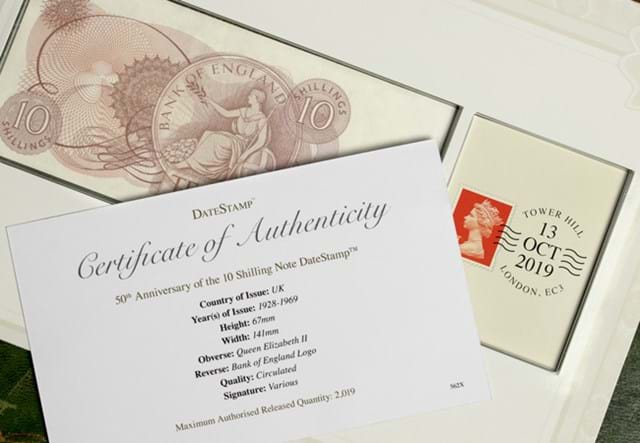 BANK OF ENGLAND
10
SHILLINGS
10
SHILLINGS
DATESTAMP™
Certificate of Authenticity
50th Anniversary of the 10 Shilling Note DateStamp™
Country of Issue: UK
Year(s) of Issue: 1928-1969
Height: 67mm
Width: 141mm
Obverse: Queen Elizabeth II
Reverse: Bank of England Logo
Quality: Circulated
Signature: Various
Maximum Authorised Released Quantity: 2,019
562X
TOWER HILL
13
OCT
2019
LONDON, EC3